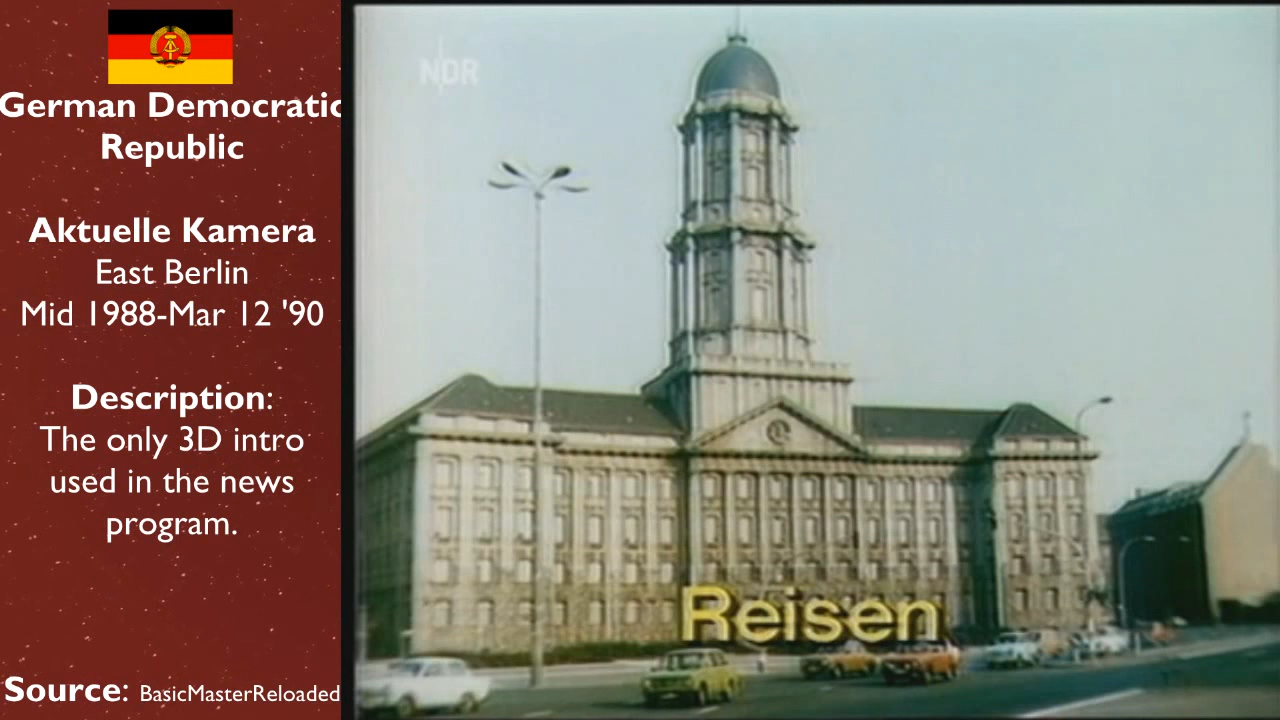 German Democratic
Republic
Aktuelle Kamera
East Berlin
Mid 1988-Mar 12 '90
Description:
The only 3D intro
used in the news
program.
Source: BasicMasterReloaded
NDR
Reisen